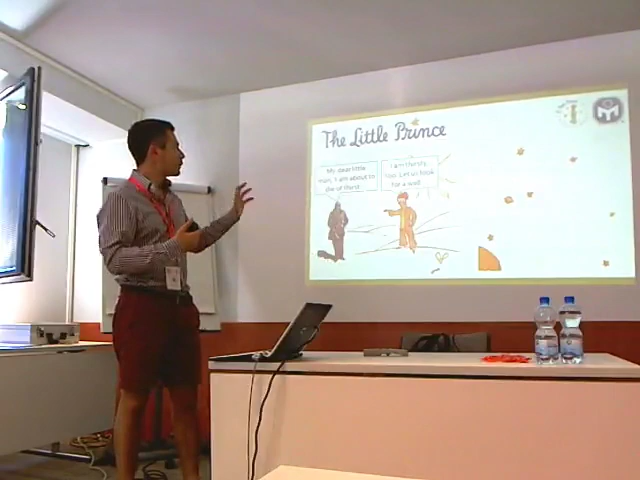 The Little Prince
My dear little
man, I am about to
die of thirst...
I am thirsty,
too. Let us look
for a well...